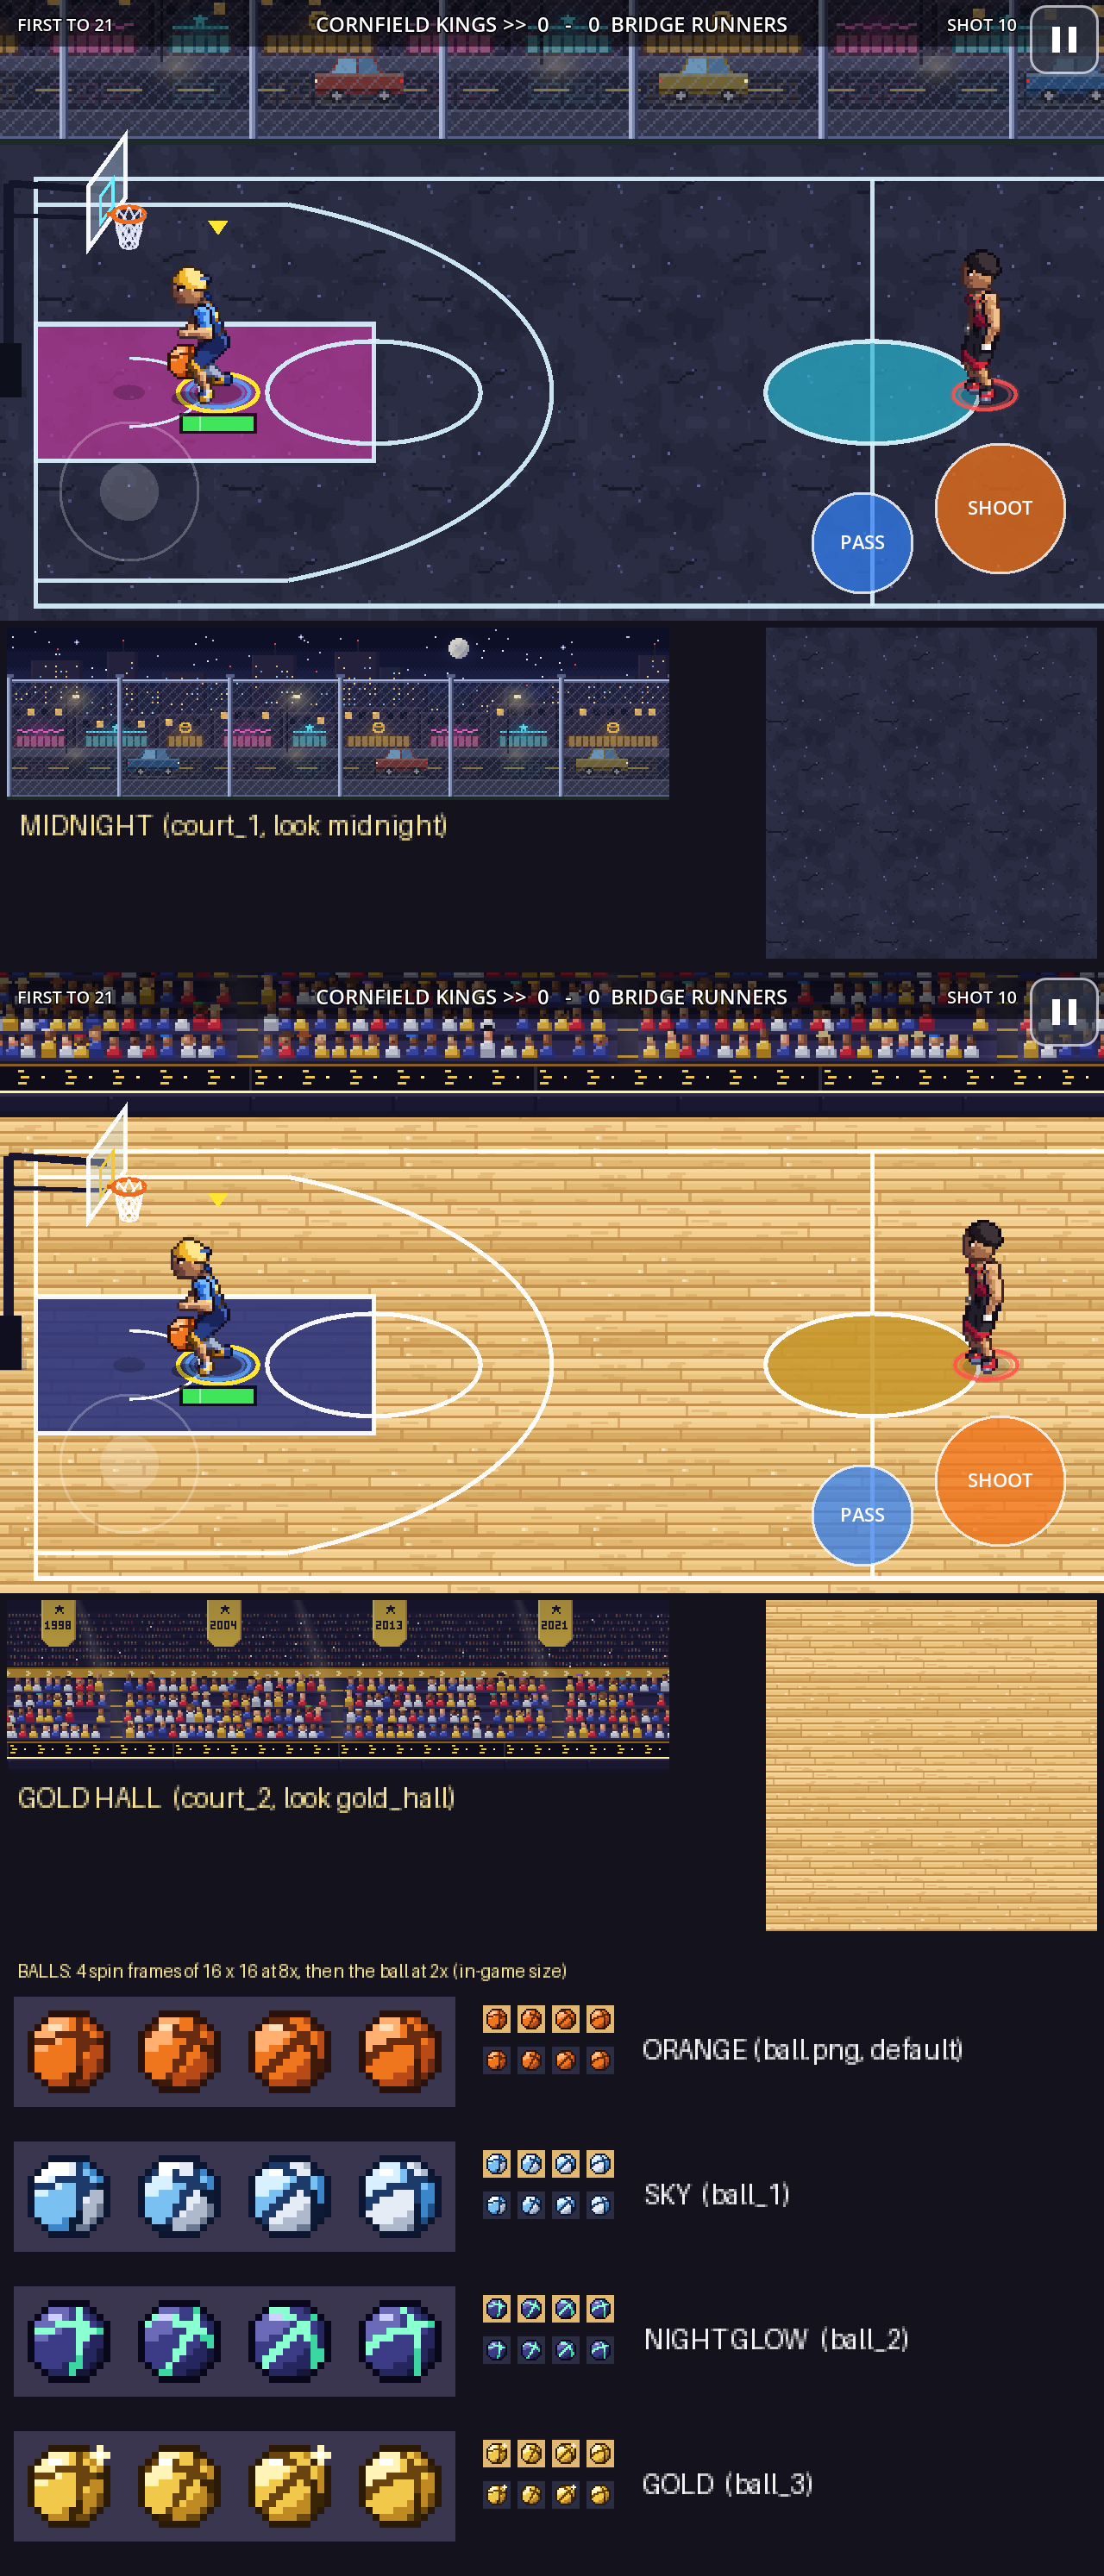 FIRST TO 21 CORNFIELD KINGS >> 0 - 0 BRIDGE RUNNERS SHOT 10
SHOOT
PASS
MIDNIGHT (court_1, look midnight)
FIRST TO 21 CORNFIELD KINGS >> 0 - 0 BRIDGE RUNNERS SHOT 10
SHOOT
PASS
1998 2004 2013 2021
GOLD HALL (court_2, look gold_hall)
BALLS: 4 spin frames of 16 x 16 at 8x, then the ball at 2x (in-game size)
ORANGE (ball.png, default)
SKY (ball_1)
NIGHTGLOW (ball_2)
GOLD (ball_3)